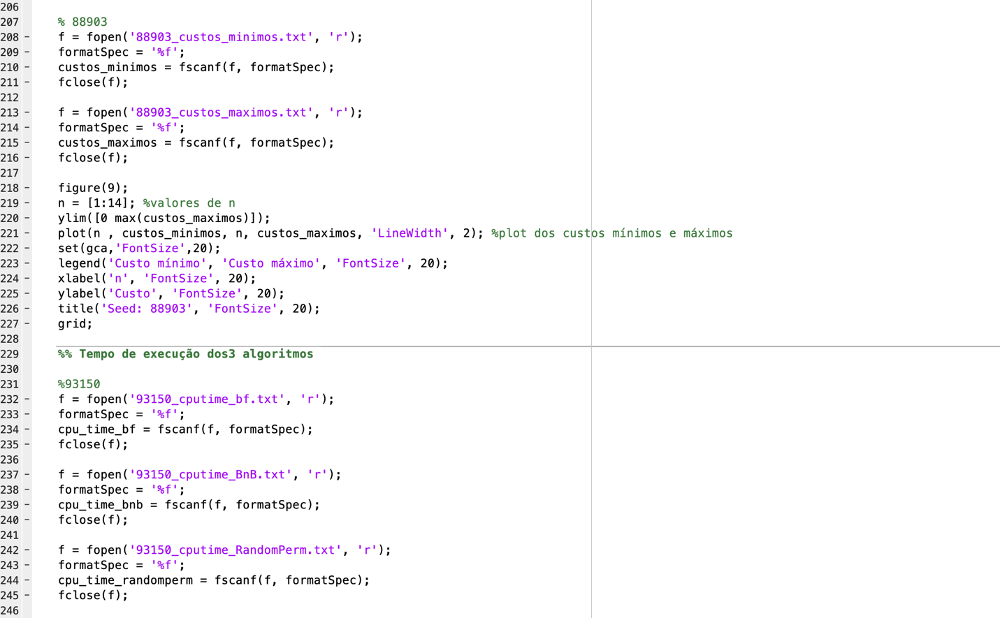 206
207 % 88903
208 - f = fopen('88903_custos_minimos.txt', 'r');
209 - formatSpec = '%f';
210 - custos_minimos = fscanf(f, formatSpec);
211 - fclose(f);
212
213 - f = fopen('88903_custos_maximos.txt', 'r');
214 - formatSpec = '%f';
215 - custos_maximos = fscanf(f, formatSpec);
216 - fclose(f);
217
218 - figure(9);
219 - n = [1:14]; %valores de n
220 - ylim([0 max(custos_maximos)]);
221 - plot(n , custos_minimos, n, custos_maximos, 'LineWidth', 2); %plot dos custos mínimos e máximos
222 - set(gca,'FontSize',20);
223 - legend('Custo mínimo', 'Custo máximo', 'FontSize', 20);
224 - xlabel('n', 'FontSize', 20);
225 - ylabel('Custo', 'FontSize', 20);
226 - title('Seed: 88903', 'FontSize', 20);
227 - grid;
228
229 %% Tempo de execução dos3 algoritmos
230
231 %93150
232 - f = fopen('93150_cputime_bf.txt', 'r');
233 - formatSpec = '%f';
234 - cpu_time_bf = fscanf(f, formatSpec);
235 - fclose(f);
236
237 - f = fopen('93150_cputime_BnB.txt', 'r');
238 - formatSpec = '%f';
239 - cpu_time_bnb = fscanf(f, formatSpec);
240 - fclose(f);
241
242 - f = fopen('93150_cputime_RandomPerm.txt', 'r');
243 - formatSpec = '%f';
244 - cpu_time_randomperm = fscanf(f, formatSpec);
245 - fclose(f);
246